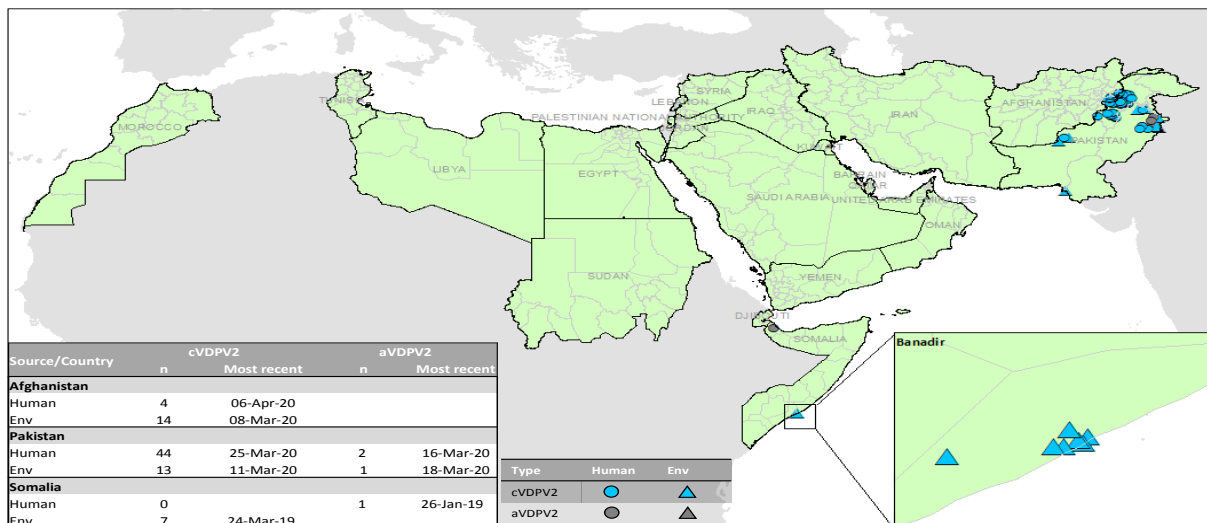 MOROCCO
TUNISIA
LIBYA
EGYPT
SUDAN
SYRIA
LEBANON
PALESTINIAN NATIONAL AUTHORITY
JORDAN
IRAQ
IRAN
KUWAIT
BAHRAIN
QATAR
SAUDI ARABIA
UNITED ARAB EMIRATES
OMAN
YEMEN
AFGHANISTAN
PAKISTAN
DJIBOUTI
SOMALIA
Banadir
Source/Country cVDPV2 aVDPV2
n Most recent n Most recent
Afghanistan
Human 4 06-Apr-20
Env 14 08-Mar-20
Pakistan
Human 44 25-Mar-20 2 16-Mar-20
Env 13 11-Mar-20 1 18-Mar-20
Somalia
Human 0 1 26-Jan-19
Env 7 24-Mar-19
Type Human Env
cVDPV2
aVDPV2